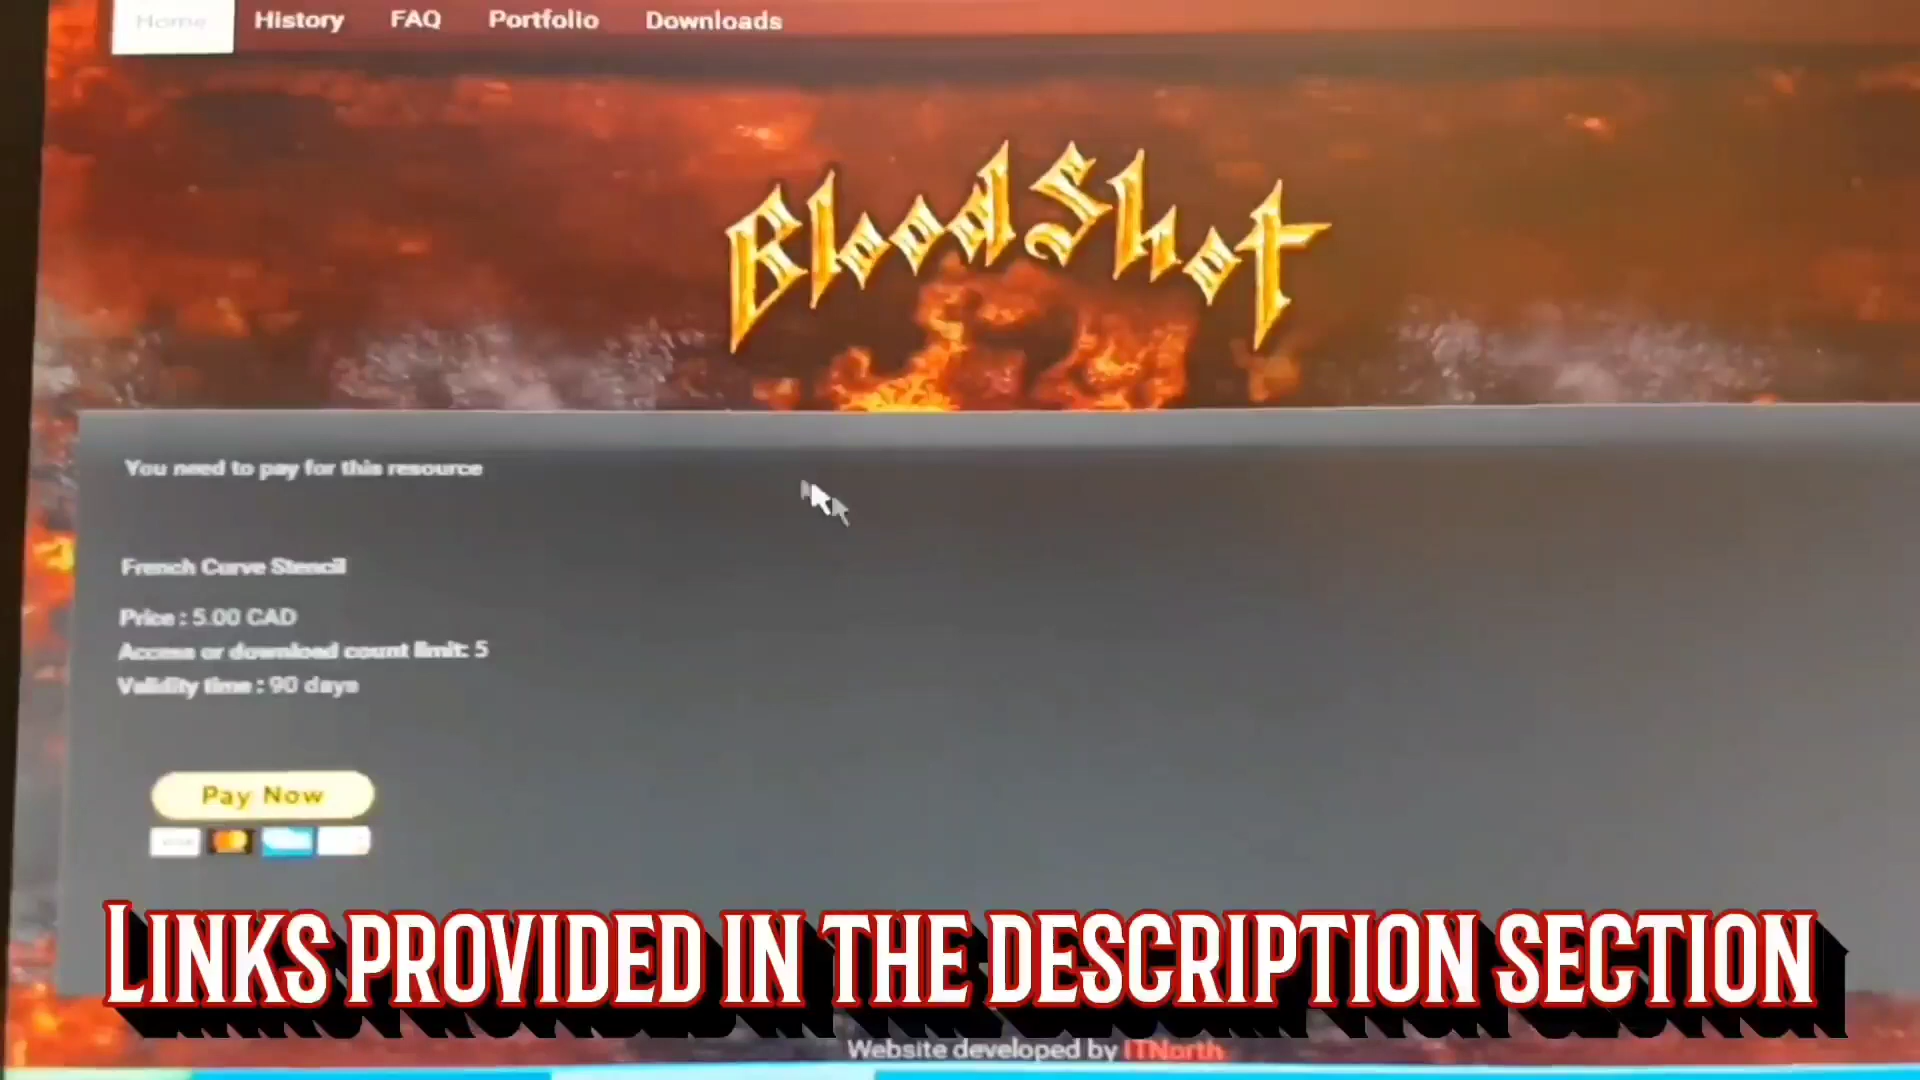 Home History FAQ Portfolio Downloads
BloodShot
You need to pay for this resource
French Curve Stencil
Price : 5.00 CAD
Access or download count limit: 5
Validity time : 90 days
Pay Now
LINKS PROVIDED IN THE DESCRIPTION SECTION
Website developed by ITNorth